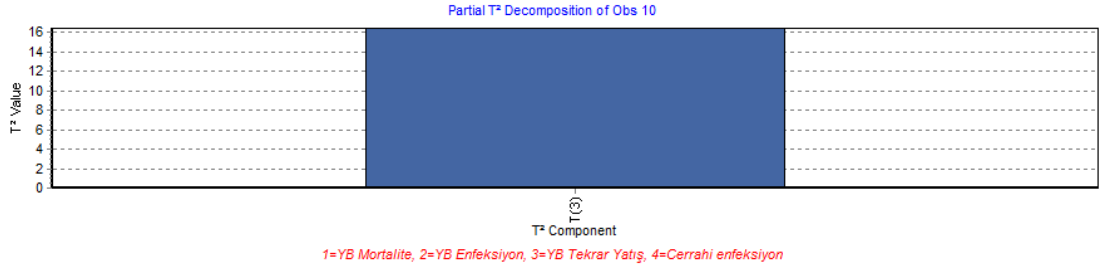 Partial T² Decomposition of Obs 10
16
14
12
10
8
6
4
2
0
T² Value
T(3)
T² Component
1=YB Mortalite, 2=YB Enfeksiyon, 3=YB Tekrar Yatış, 4=Cerrahi enfeksiyon